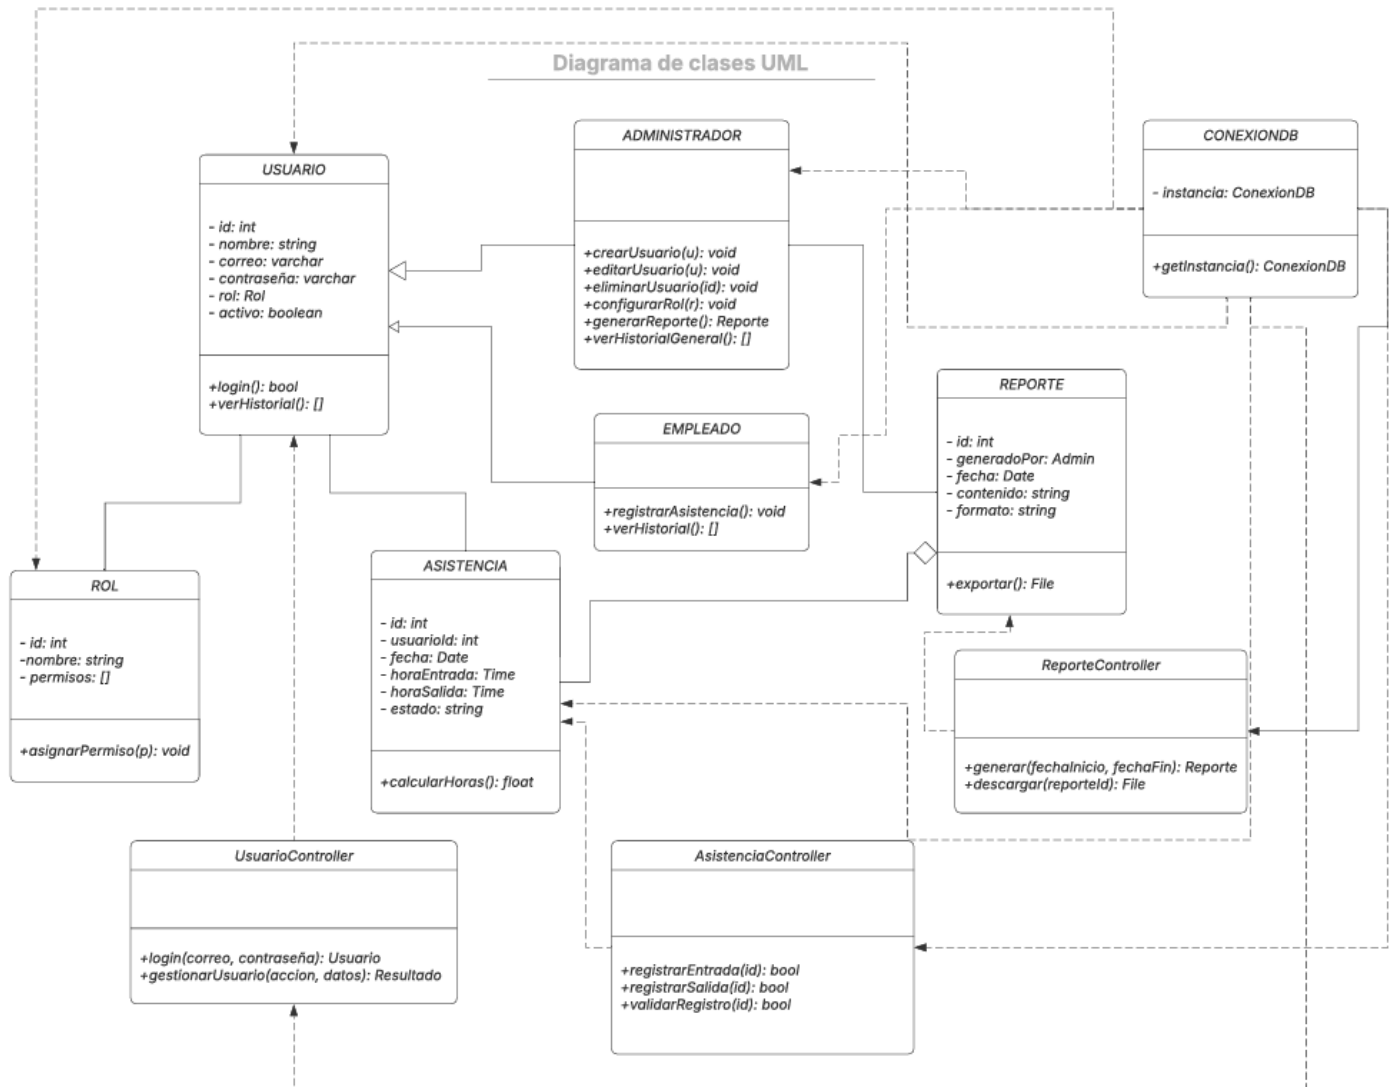 Diagrama de clases UML
USUARIO
- id: int
- nombre: string
- correo: varchar
- contraseña: varchar
- rol: Rol
- activo: boolean
+login(): bool
+verHistorial(): []
ADMINISTRADOR
+crearUsuario(u): void
+editarUsuario(u): void
+eliminarUsuario(id): void
+configurarRol(r): void
+generarReporte(): Reporte
+verHistorialGeneral(): []
CONEXIONDB
- instancia: ConexionDB
+getInstancia(): ConexionDB
EMPLEADO
+registrarAsistencia(): void
+verHistorial(): []
REPORTE
- id: int
- generadoPor: Admin
- fecha: Date
- contenido: string
- formato: string
+exportar(): File
ROL
- id: int
-nombre: string
- permisos: []
+asignarPermiso(p): void
ASISTENCIA
- id: int
- usuarioId: int
- fecha: Date
- horaEntrada: Time
- horaSalida: Time
- estado: string
+calcularHoras(): float
ReporteController
+generar(fechaInicio, fechaFin): Reporte
+descargar(reporteId): File
UsuarioController
+login(correo, contraseña): Usuario
+gestionarUsuario(accion, datos): Resultado
AsistenciaController
+registrarEntrada(id): bool
+registrarSalida(id): bool
+validarRegistro(id): bool